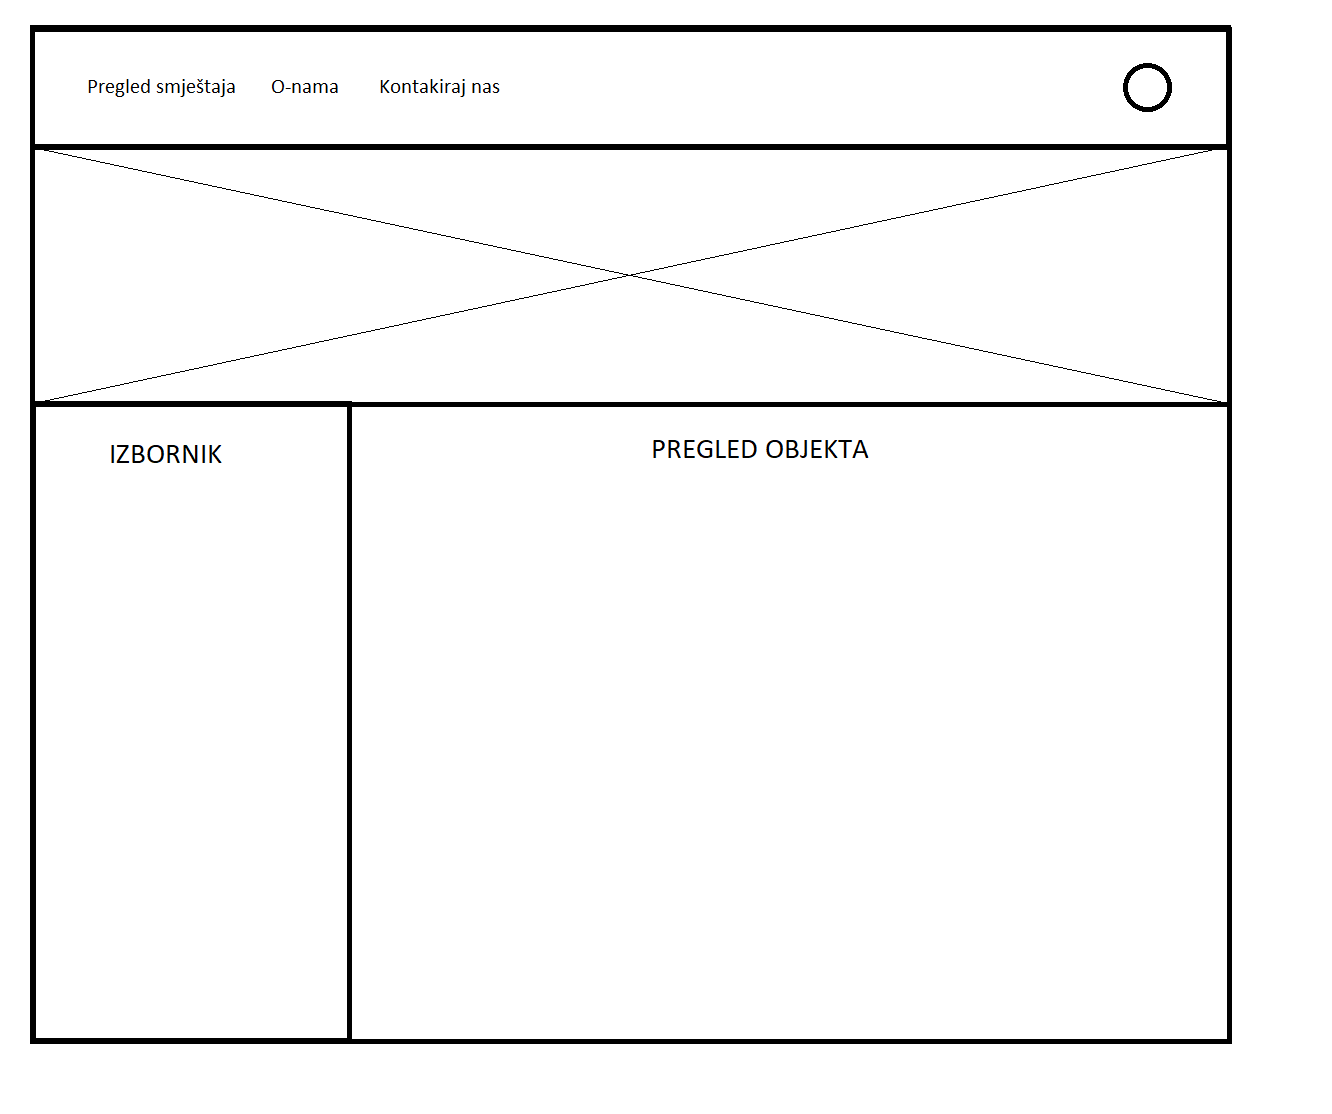 Pregled smještaja O-nama Kontakiraj nas
IZBORNIK
PREGLED OBJEKTA